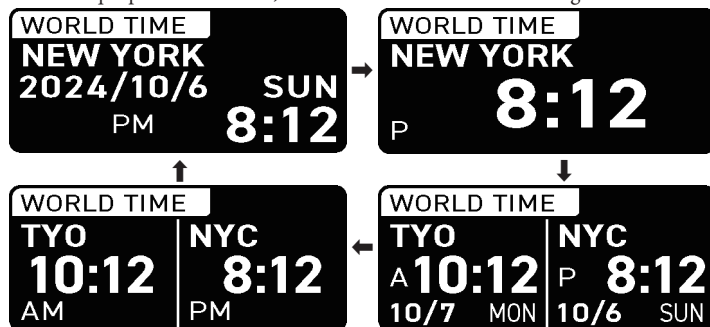 WORLD TIME
NEW YORK
2024/10/6 SUN
PM 8:12
WORLD TIME
NEW YORK
P 8:12
WORLD TIME
TYO NYC
10:12 8:12
AM PM
WORLD TIME
TYO NYC
A 10:12 P 8:12
10/7 MON 10/6 SUN